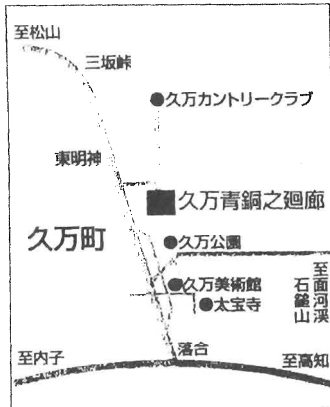 至松山
三坂峠
●久万カントリークラブ
東明神
■久万青銅之廻廊
久万町
●久万公園
至面河渓
石鎚山
●久万美術館
●太宝寺
落合
至内子
至高知